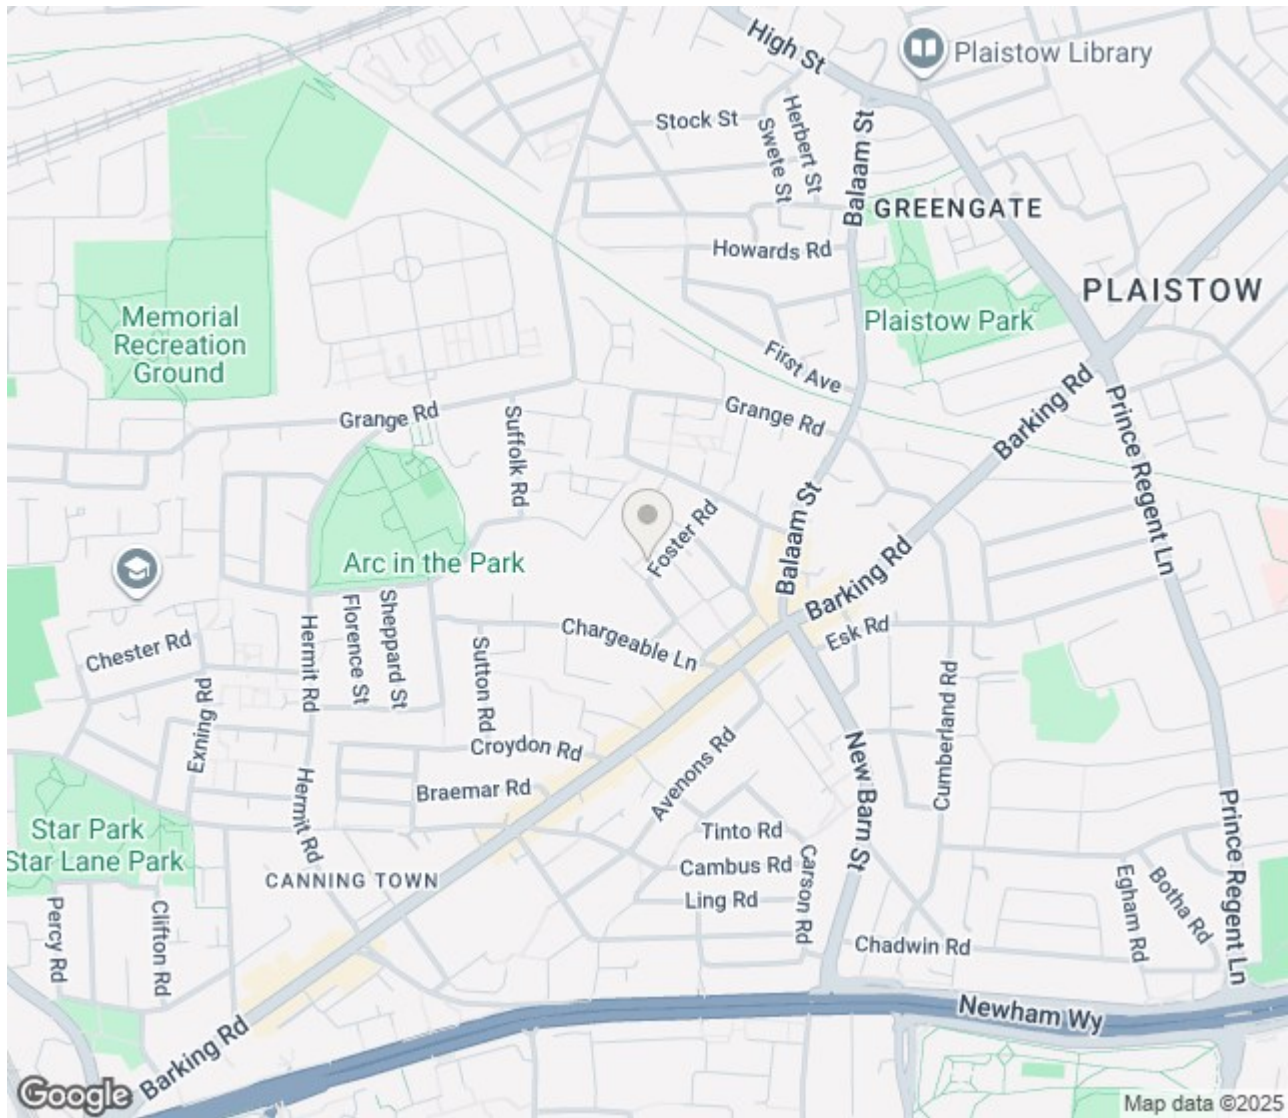 High St
Plaistow Library
Stock St
Herbert St
Swete St
Balaam St
GREENGATE
Howards Rd
PLAISTOW
Memorial
Recreation
Ground
Plaistow Park
First Ave
Grange Rd
Grange Rd
Suffolk Rd
Barking Rd
Prince Regent Ln
Foster Rd
Balaam St
Arc in the Park
Barking Rd
Florence St
Sheppard St
Hermit Rd
Chargeable Ln
Esk Rd
Chester Rd
Sutton Rd
Exning Rd
Cumberland Rd
Croydon Rd
Avenons Rd
New Barn St
Braemar Rd
Hermit Rd
Star Park
Star Lane Park
Tinto Rd
Cambus Rd
Carson Rd
Ling Rd
CANNING TOWN
Prince Regent Ln
Egham Rd
Botha Rd
Percy Rd
Clifton Rd
Chadwin Rd
Newham Wy
Barking Rd
Google
Map data ©2025